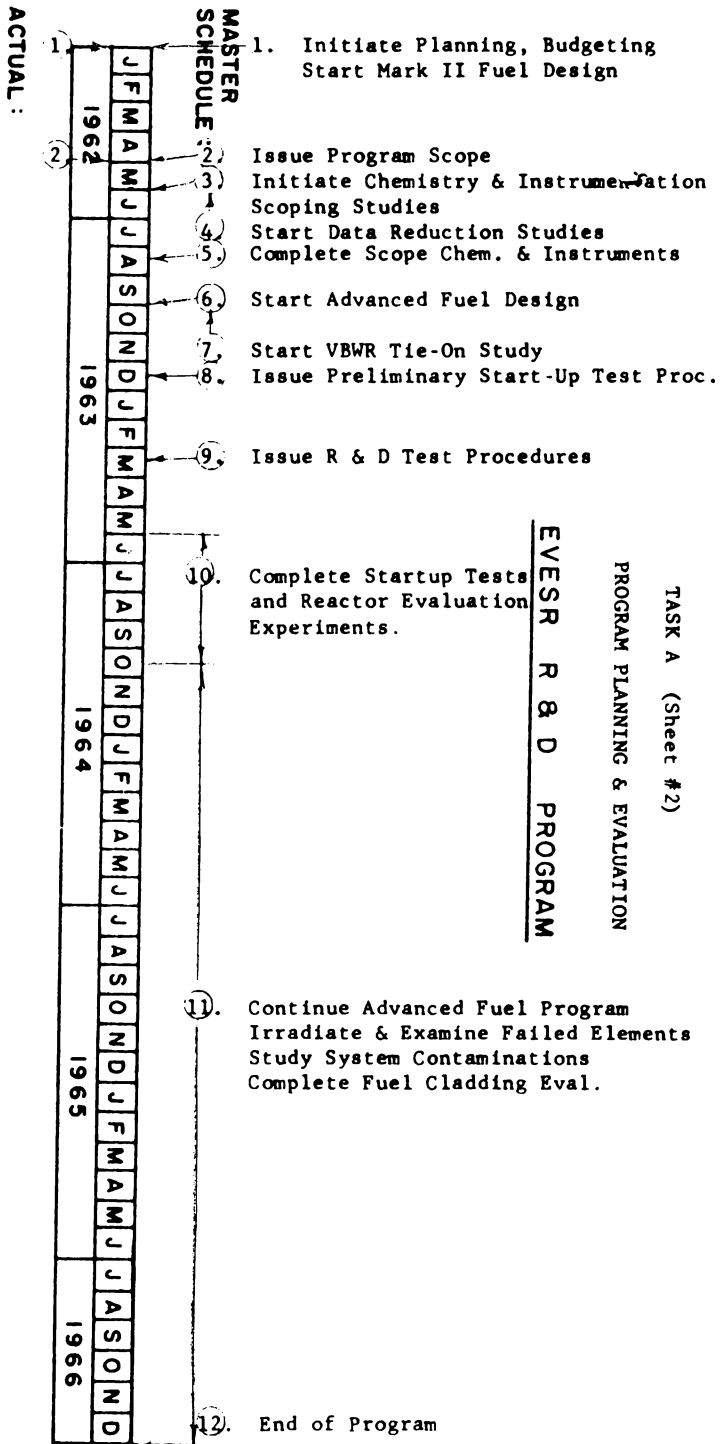 TASK A (Sheet #2)
PROGRAM PLANNING & EVALUATION
EVESR R & D PROGRAM
MASTER
SCHEDULE:
ACTUAL:
1. 1. Initiate Planning, Budgeting
Start Mark II Fuel Design
2. 2. Issue Program Scope
3. Initiate Chemistry & Instrumentation
Scoping Studies
4. Start Data Reduction Studies
5. Complete Scope Chem. & Instruments
6. Start Advanced Fuel Design
7. Start VBWR Tie-On Study
8. Issue Preliminary Start-Up Test Proc.
9. Issue R & D Test Procedures
10. Complete Startup Tests
and Reactor Evaluation
Experiments.
11. Continue Advanced Fuel Program
Irradiate & Examine Failed Elements
Study System Contaminations
Complete Fuel Cladding Eval.
12. End of Program
J F M A M J J A S O N D J F M A M J J A S O N D J F M A M J J A S O N D J F M A M J J A S O N D
1962 1963 1964 1965 1966